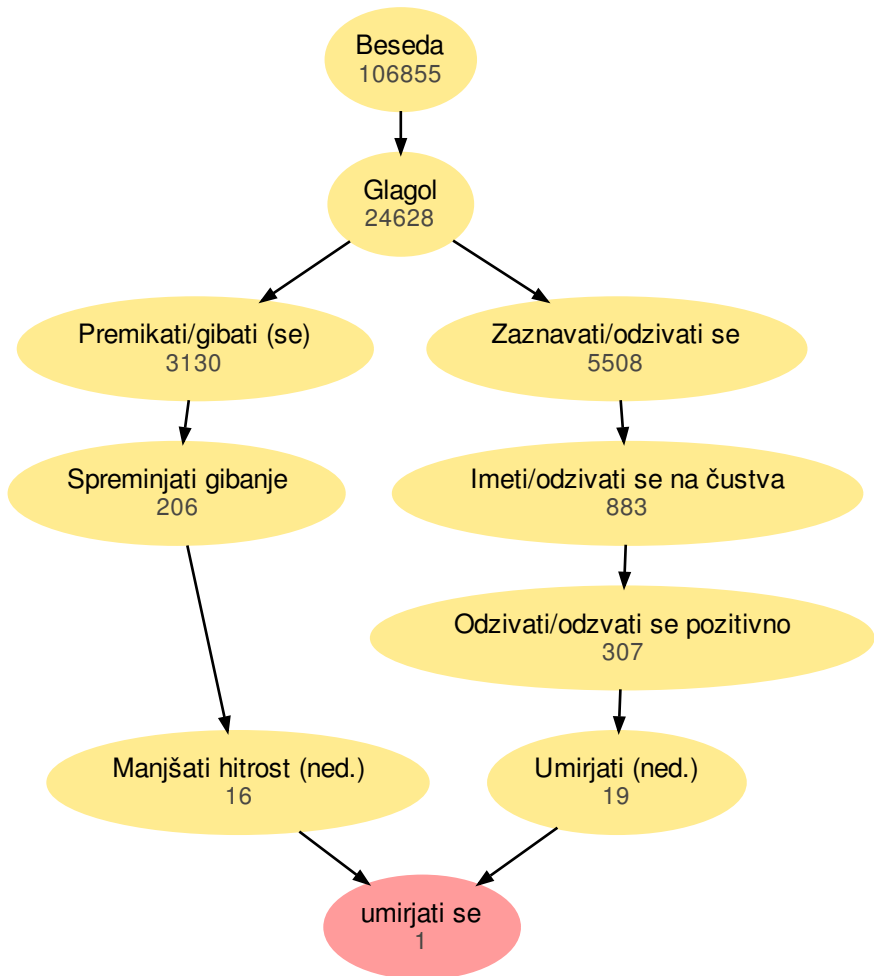 Beseda
106855
Glagol
24628
Premikati/gibati (se)
3130
Zaznavati/odzivati se
5508
Spreminjati gibanje
206
Imeti/odzivati se na čustva
883
Odzivati/odzvati se pozitivno
307
Manjšati hitrost (ned.)
16
Umirjati (ned.)
19
umirjati se
1